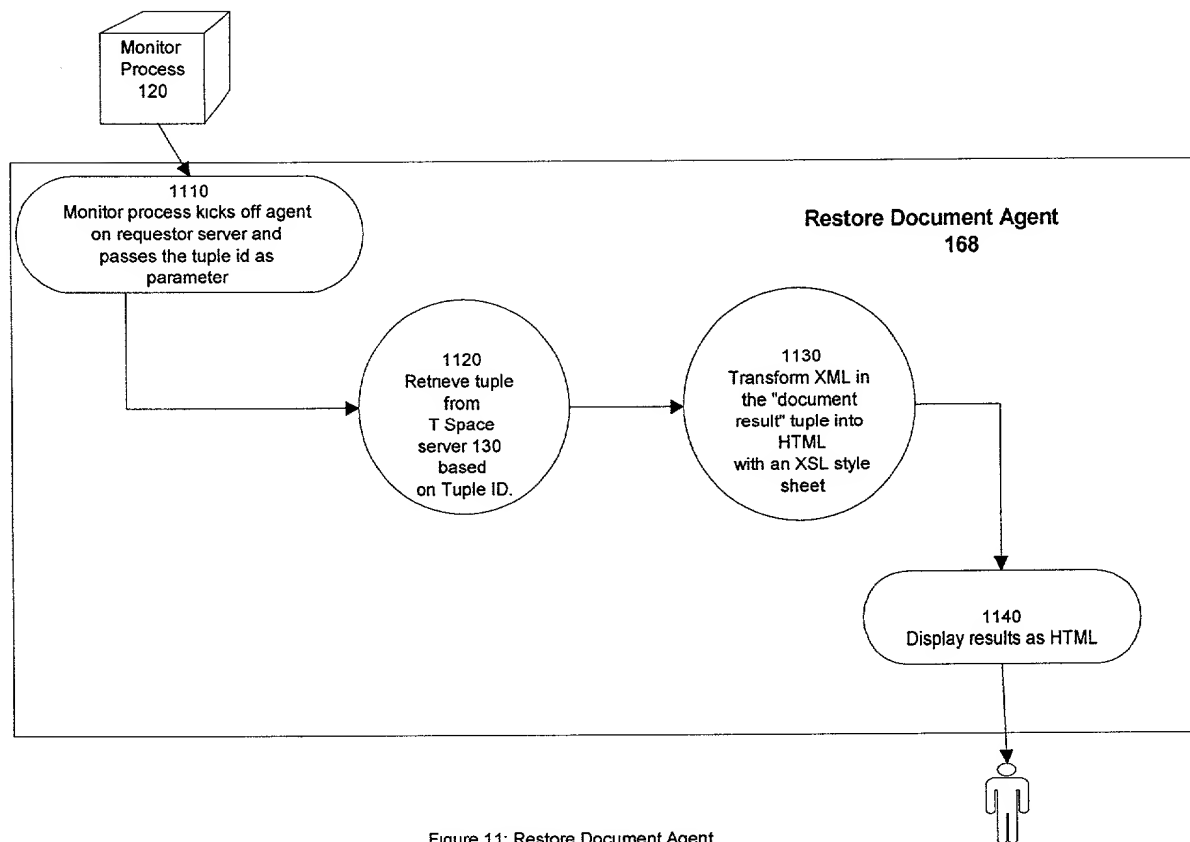 Monitor
Process
120
1110
Monitor process kicks off agent
on requestor server and
passes the tuple id as
parameter
Restore Document Agent
168
1120
Retrieve tuple
from
T Space
server 130
based
on Tuple ID.
1130
Transform XML in
the "document
result" tuple into
HTML
with an XSL style
sheet
1140
Display results as HTML
Figure 11: Restore Document Agent